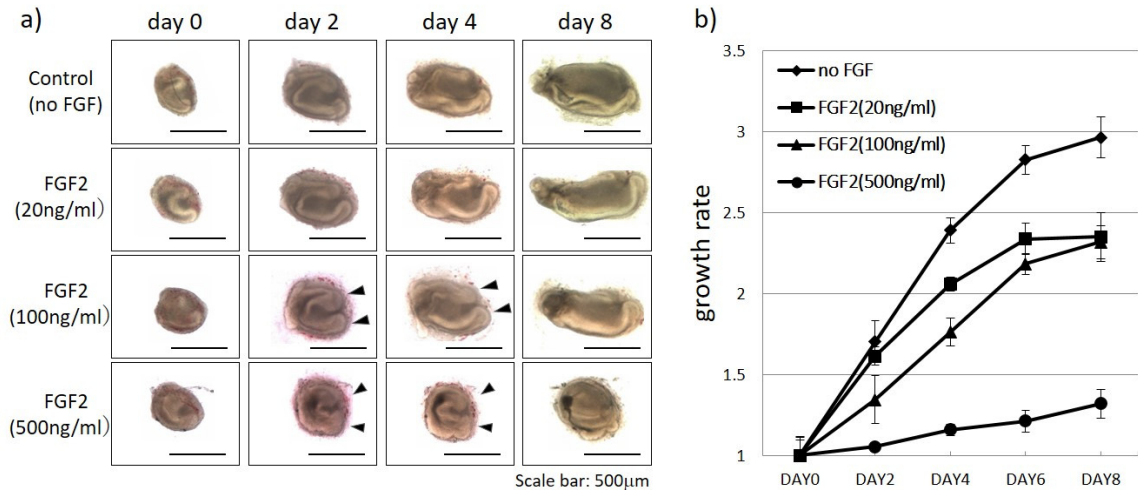 a)
day 0 day 2 day 4 day 8
Control
(no FGF)
FGF2
(20ng/ml)
FGF2
(100ng/ml)
FGF2
(500ng/ml)
Scale bar: 500μm
b)
growth rate
3.5
3
2.5
2
1.5
1
no FGF
FGF2(20ng/ml)
FGF2(100ng/ml)
FGF2(500ng/ml)
DAY0 DAY2 DAY4 DAY6 DAY8